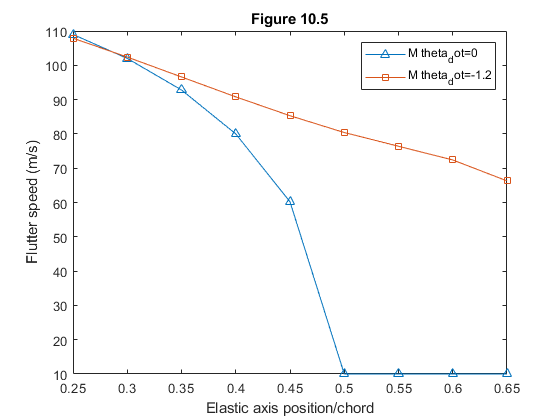 Figure 10.5
M theta_dot=0
M theta_dot=-1.2
110
100
90
80
70
60
50
40
30
20
10
Flutter speed (m/s)
0.25 0.3 0.35 0.4 0.45 0.5 0.55 0.6 0.65
Elastic axis position/chord